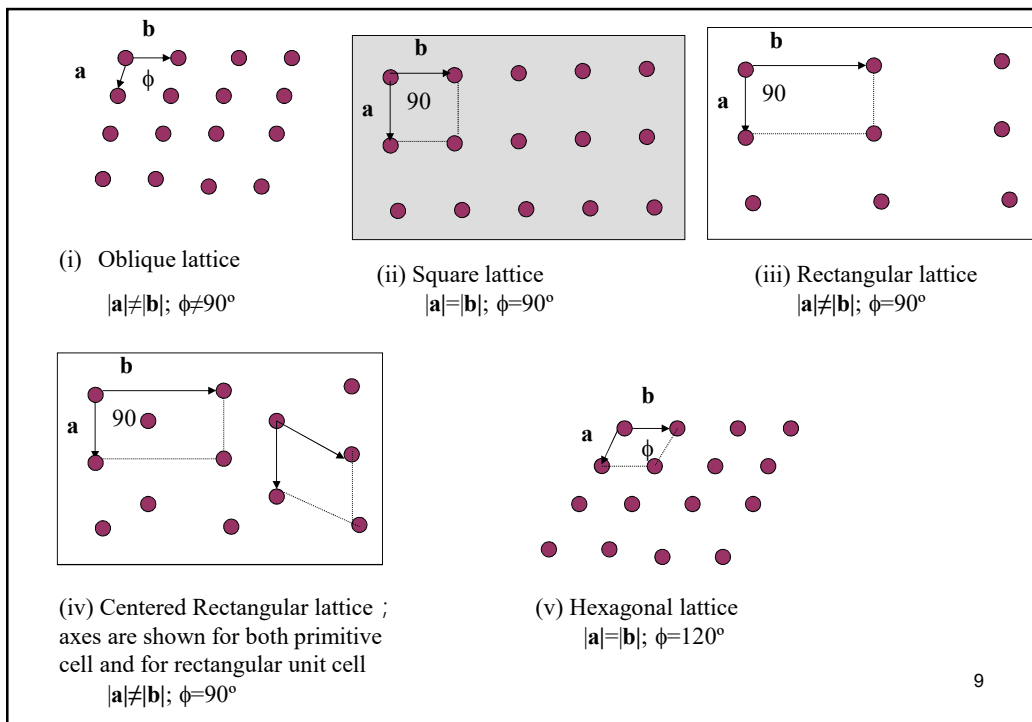 b
a
ϕ
(i) Oblique lattice
|a|≠|b|; ϕ≠90º
b
a
90
(ii) Square lattice
|a|=|b|; ϕ=90º
b
a
90
(iii) Rectangular lattice
|a|≠|b|; ϕ=90º
b
a
90
(iv) Centered Rectangular lattice ;
axes are shown for both primitive
cell and for rectangular unit cell
|a|≠|b|; ϕ=90º
b
a
ϕ
(v) Hexagonal lattice
|a|=|b|; ϕ=120º
9